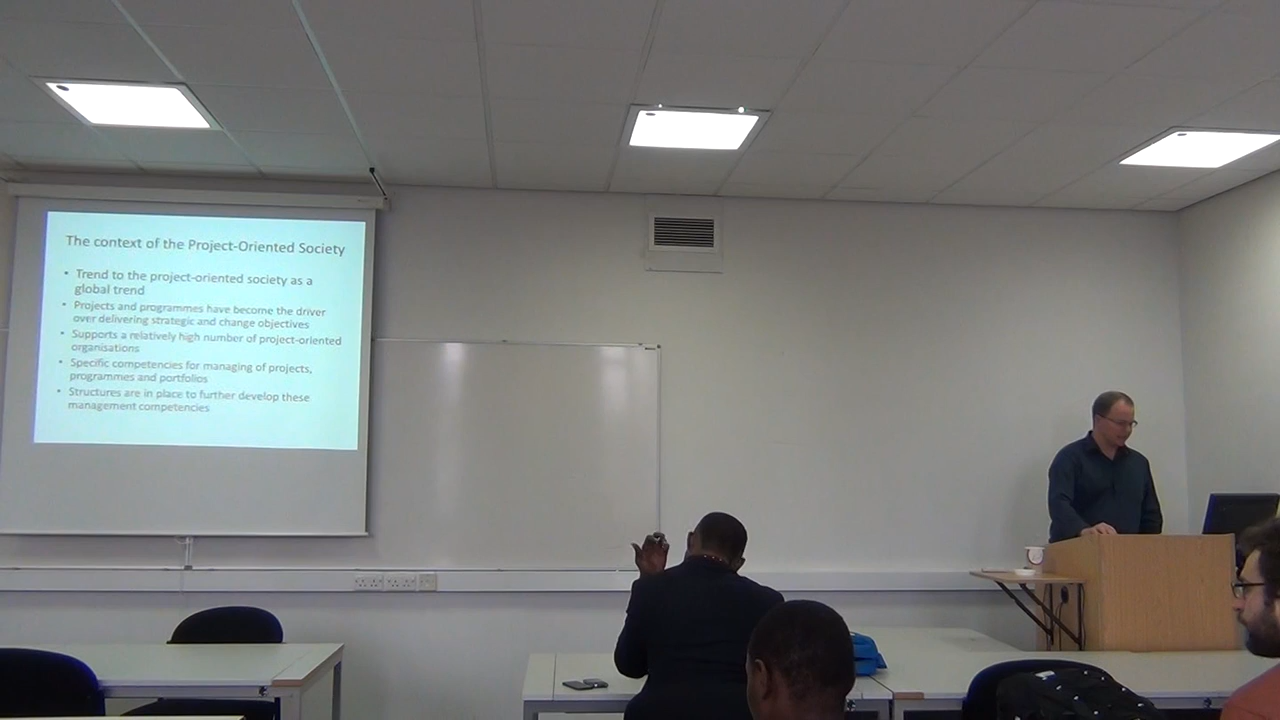 The context of the Project-Oriented Society
• Trend to the project-oriented society as a
global trend
• Projects and programmes have become the driver
over delivering strategic and change objectives
• Supports a relatively high number of project-oriented
organisations
• Specific competencies for managing of projects,
programmes and portfolios
• Structures are in place to further develop these
management competencies